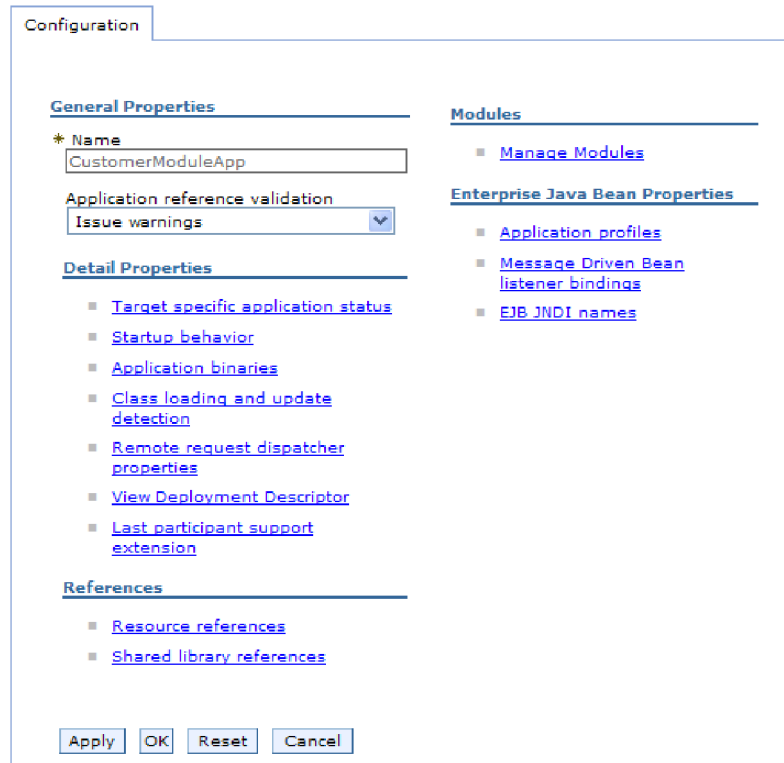 Configuration
General Properties
* Name
CustomerModuleApp
Application reference validation
Issue warnings
Detail Properties
Target specific application status
Startup behavior
Application binaries
Class loading and update
detection
Remote request dispatcher
properties
View Deployment Descriptor
Last participant support
extension
References
Resource references
Shared library references
Modules
Manage Modules
Enterprise Java Bean Properties
Application profiles
Message Driven Bean
listener bindings
EJB JNDI names
Apply OK Reset Cancel